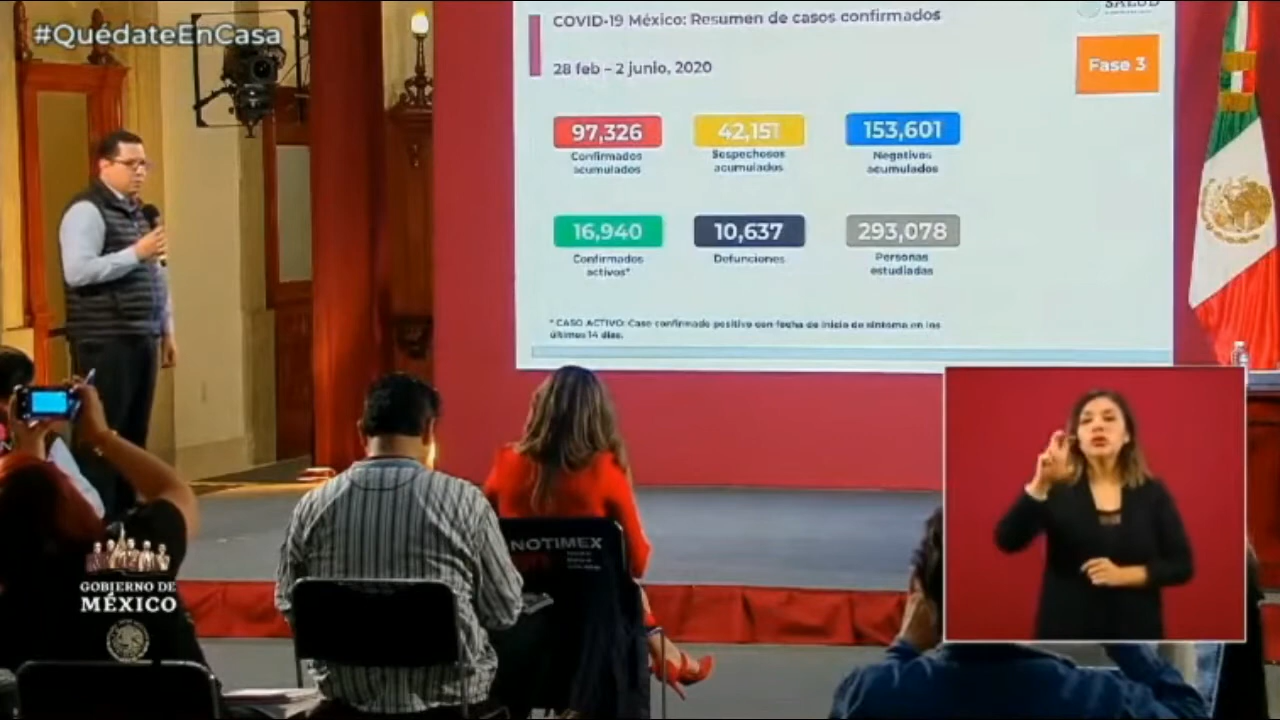 #QuédateEnCasa
COVID-19 México: Resumen de casos confirmados
28 feb – 2 junio, 2020
SALUD
Fase 3
97,326
Confirmados
acumulados
42,151
Sospechosos
acumulados
153,601
Negativos
acumulados
16,940
Confirmados
activos*
10,637
Defunciones
293,078
Personas
estudiadas
* CASO ACTIVO: Caso confirmado positivo con fecha de inicio de síntoma en los
últimos 14 días.
NOTIMEX
GOBIERNO DE
MÉXICO